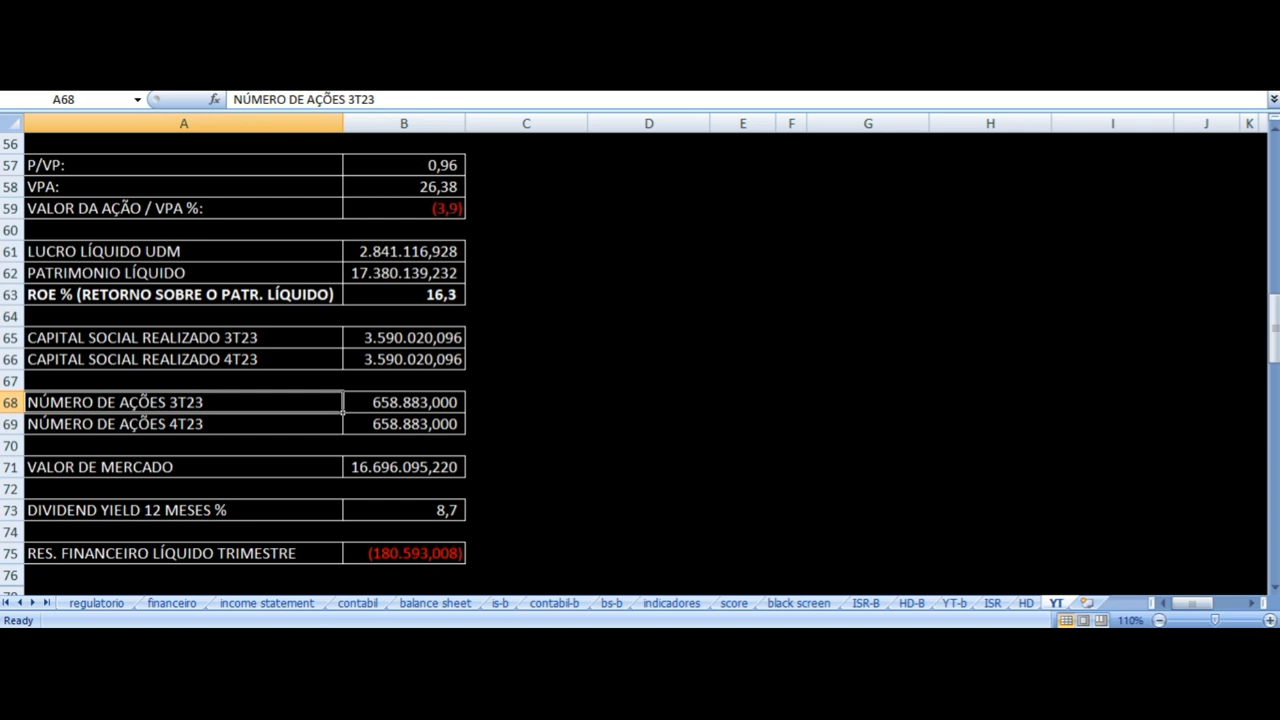 A68 fx NÚMERO DE AÇÕES 3T23
A B C D E F G H I J K
56
57 P/VP: 0,96
58 VPA: 26,38
59 VALOR DA AÇÃO / VPA %: (3,9)
60
61 LUCRO LÍQUIDO UDM 2.841.116,928
62 PATRIMONIO LÍQUIDO 17.380.139,232
63 ROE % (RETORNO SOBRE O PATR. LÍQUIDO) 16,3
64
65 CAPITAL SOCIAL REALIZADO 3T23 3.590.020,096
66 CAPITAL SOCIAL REALIZADO 4T23 3.590.020,096
67
68 NÚMERO DE AÇÕES 3T23 658.883,000
69 NÚMERO DE AÇÕES 4T23 658.883,000
70
71 VALOR DE MERCADO 16.696.095,220
72
73 DIVIDEND YIELD 12 MESES % 8,7
74
75 RES. FINANCEIRO LÍQUIDO TRIMESTRE (180.593,008)
76
regulatorio financeiro income statement contabil balance sheet is-b contabil-b bs-b indicadores score black screen ISR-B HD-B YT-b ISR HD YT
Ready 110%